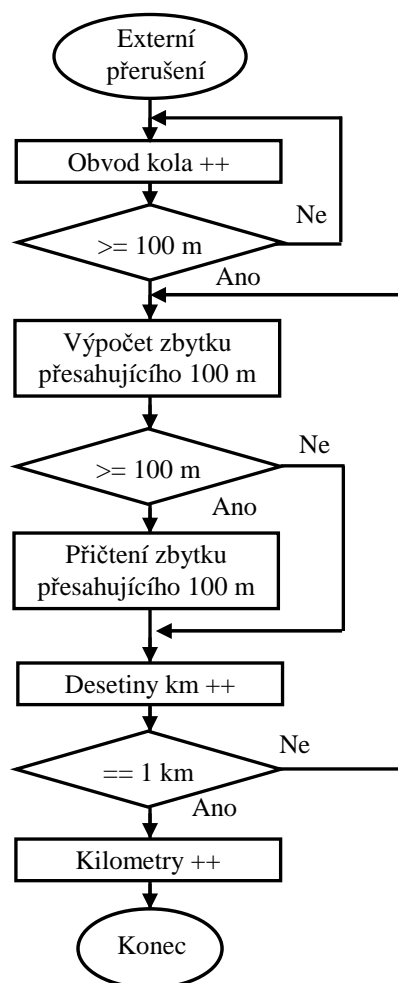 Externí
přerušení
Obvod kola ++
Ne
>= 100 m
Ano
Výpočet zbytku
přesahujícího 100 m
Ne
>= 100 m
Ano
Přičtení zbytku
přesahujícího 100 m
Desetiny km ++
Ne
== 1 km
Ano
Kilometry ++
Konec